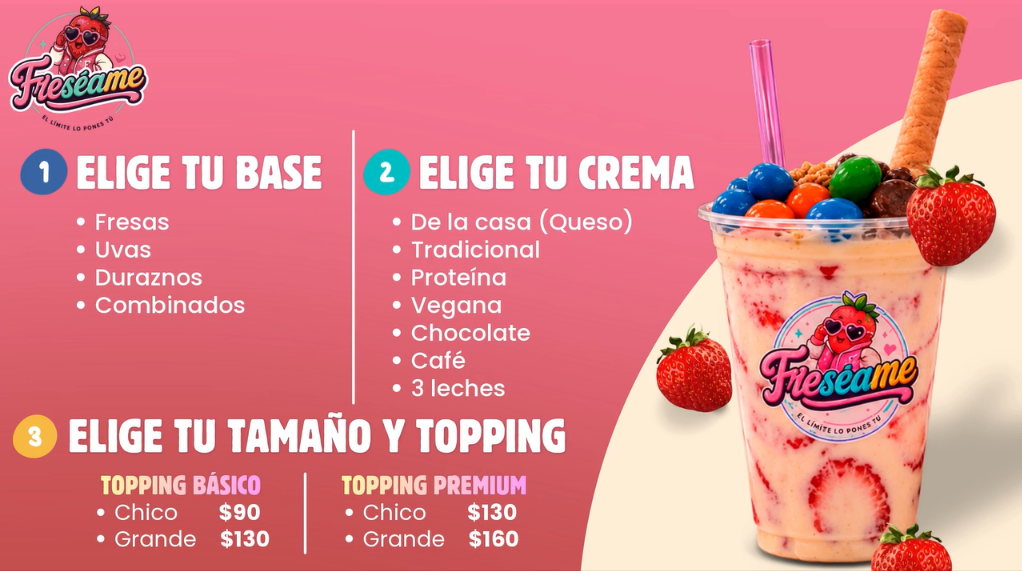 Freséame
EL LÍMITE LO PONES TÚ
1 ELIGE TU BASE
• Fresas
• Uvas
• Duraznos
• Combinados
2 ELIGE TU CREMA
• De la casa (Queso)
• Tradicional
• Proteína
• Vegana
• Chocolate
• Café
• 3 leches
3 ELIGE TU TAMAÑO Y TOPPING
TOPPING BÁSICO
• Chico $90
• Grande $130
TOPPING PREMIUM
• Chico $130
• Grande $160
Freséame
EL LÍMITE LO PONES TÚ